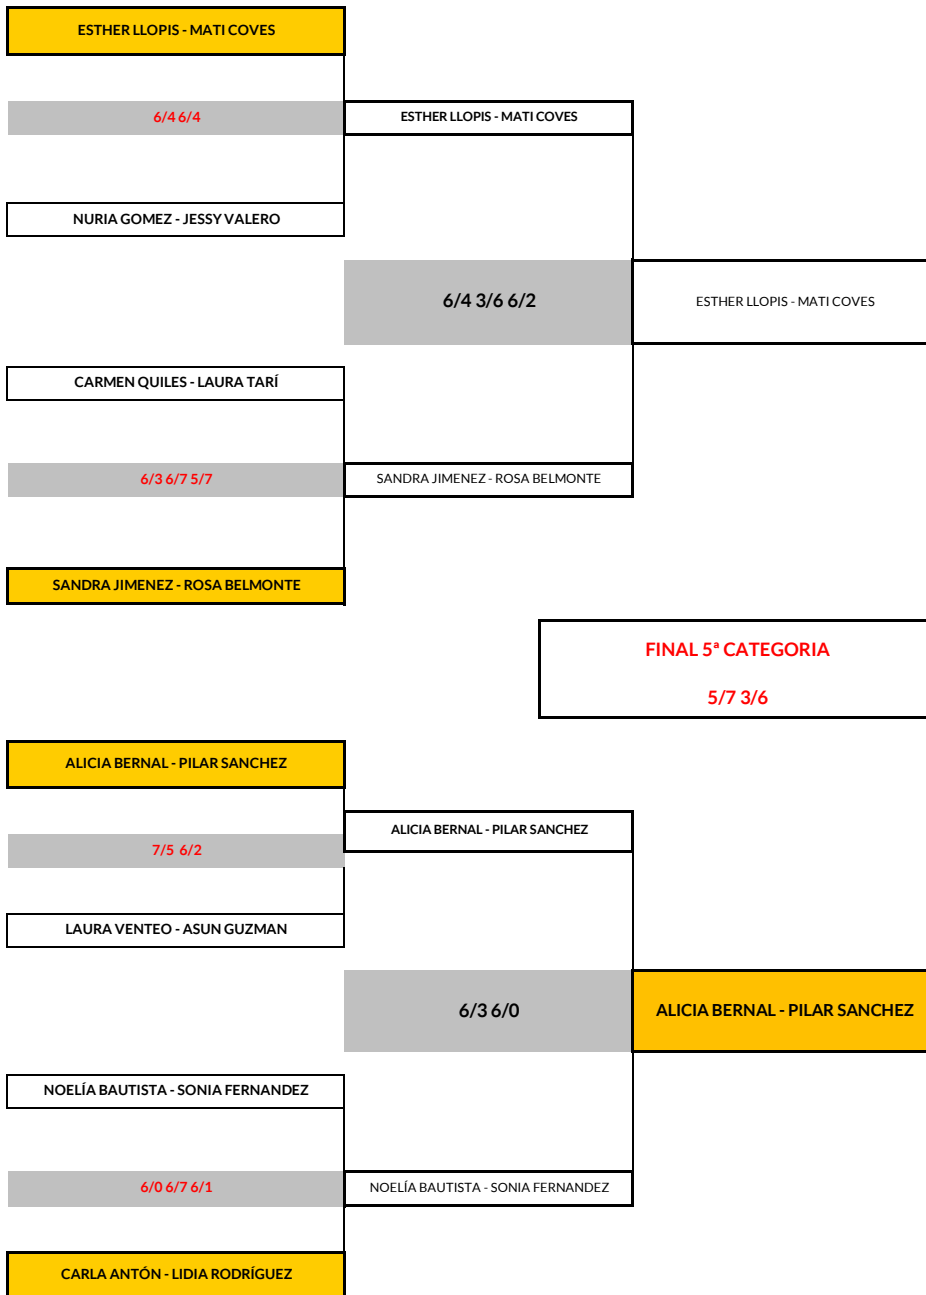 ESTHER LLOPIS - MATI COVES
6/4 6/4
ESTHER LLOPIS - MATI COVES
NURIA GOMEZ - JESSY VALERO
6/4 3/6 6/2
ESTHER LLOPIS - MATI COVES
CARMEN QUILES - LAURA TARÍ
6/3 6/7 5/7
SANDRA JIMENEZ - ROSA BELMONTE
SANDRA JIMENEZ - ROSA BELMONTE
FINAL 5ª CATEGORIA
5/7 3/6
ALICIA BERNAL - PILAR SANCHEZ
ALICIA BERNAL - PILAR SANCHEZ
7/5 6/2
LAURA VENTEO - ASUN GUZMAN
6/3 6/0
ALICIA BERNAL - PILAR SANCHEZ
NOELÍA BAUTISTA - SONIA FERNANDEZ
6/0 6/7 6/1
NOELÍA BAUTISTA - SONIA FERNANDEZ
CARLA ANTÓN - LIDIA RODRÍGUEZ